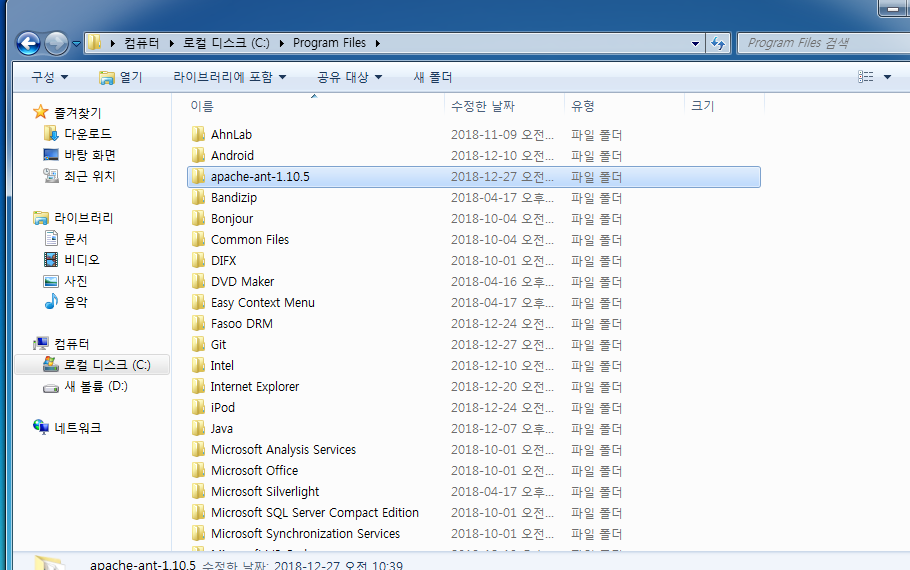 컴퓨터 ▸ 로컬 디스크 (C:) ▸ Program Files ▸
Program Files 검색
구성 열기 라이브러리에 포함 공유 대상 새 폴더
즐겨찾기
다운로드
바탕 화면
최근 위치
라이브러리
문서
비디오
사진
음악
컴퓨터
로컬 디스크 (C:)
새 볼륨 (D:)
네트워크
이름 수정한 날짜 유형 크기
AhnLab 2018-11-09 오전... 파일 폴더
Android 2018-12-10 오전... 파일 폴더
apache-ant-1.10.5 2018-12-27 오전... 파일 폴더
Bandizip 2018-04-17 오후... 파일 폴더
Bonjour 2018-10-04 오전... 파일 폴더
Common Files 2018-10-04 오전... 파일 폴더
DIFX 2018-10-01 오전... 파일 폴더
DVD Maker 2018-04-16 오후... 파일 폴더
Easy Context Menu 2018-04-17 오후... 파일 폴더
Fasoo DRM 2018-12-24 오전... 파일 폴더
Git 2018-12-27 오전... 파일 폴더
Intel 2018-12-10 오전... 파일 폴더
Internet Explorer 2018-12-20 오전... 파일 폴더
iPod 2018-12-24 오전... 파일 폴더
Java 2018-12-07 오후... 파일 폴더
Microsoft Analysis Services 2018-10-01 오전... 파일 폴더
Microsoft Office 2018-10-01 오전... 파일 폴더
Microsoft Silverlight 2018-04-17 오후... 파일 폴더
Microsoft SQL Server Compact Edition 2018-10-01 오전... 파일 폴더
Microsoft Synchronization Services 2018-10-01 오전... 파일 폴더
apache-ant-1.10.5 수정한 날짜: 2018-12-27 오전 10:39